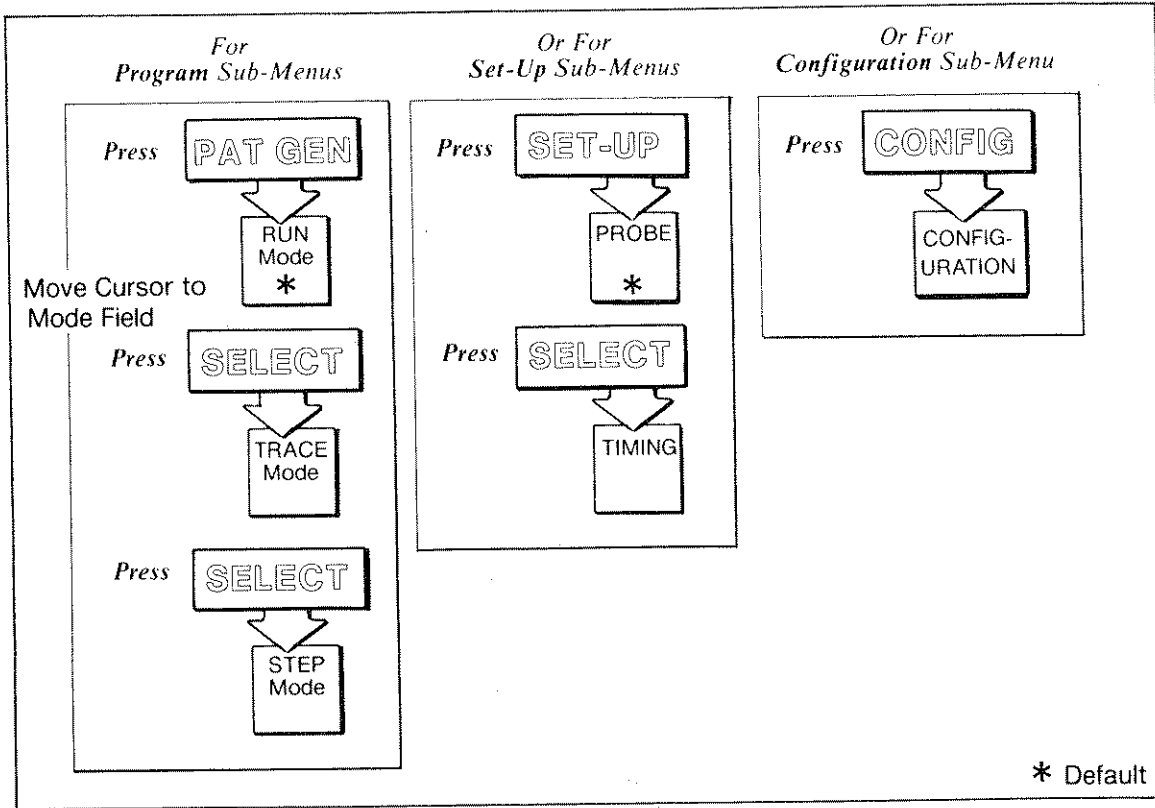 For
Program Sub-Menus
Press PAT GEN
RUN
Mode
*
Move Cursor to
Mode Field
Press SELECT
TRACE
Mode
Press SELECT
STEP
Mode
Or For
Set-Up Sub-Menus
Press SET-UP
PROBE
*
Press SELECT
TIMING
Or For
Configuration Sub-Menu
Press CONFIG
CONFIG-
URATION
* Default